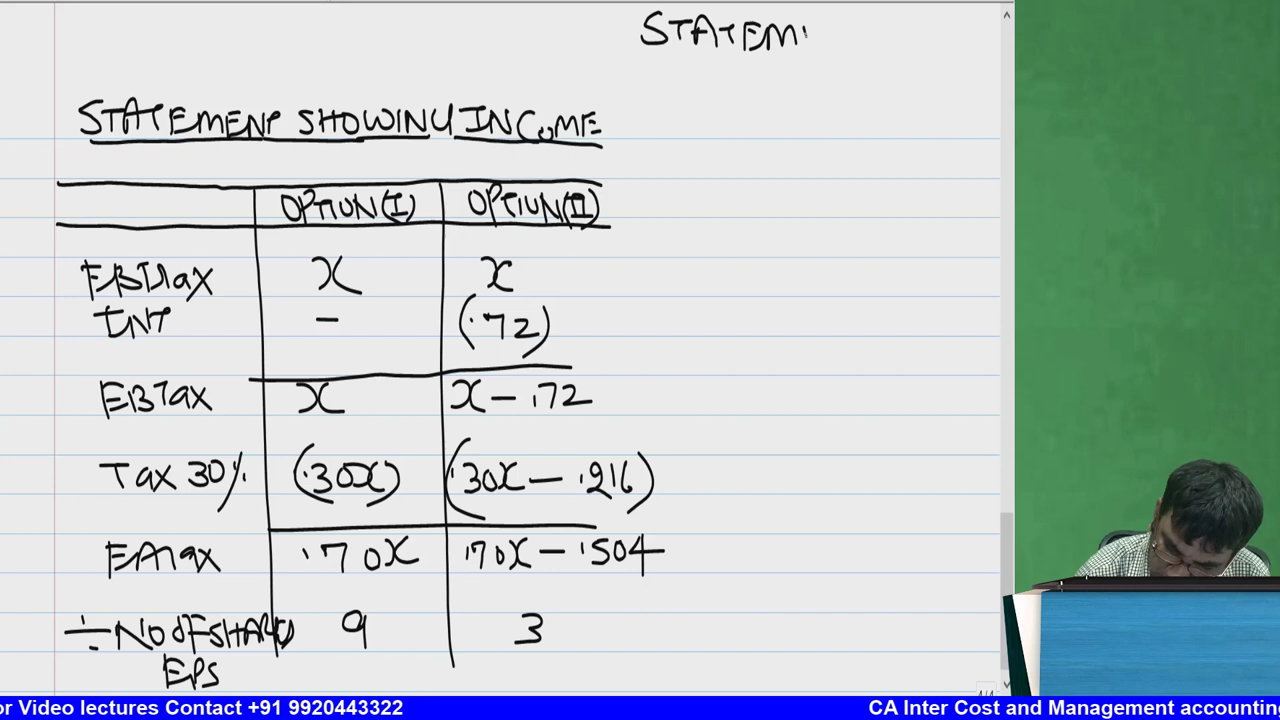 STATEM
STATEMENT SHOWING INCOME
OPTION(I) OPTION(II)
EBITax x x
INT - (.72)
EBTax x x - .72
Tax 30% (.30x) (.30x - .216)
EATax .70x .70x - .504
÷ NO OF SHARES 9 3
EPS
or Video lectures Contact +91 9920443322 CA Inter Cost and Management accounting